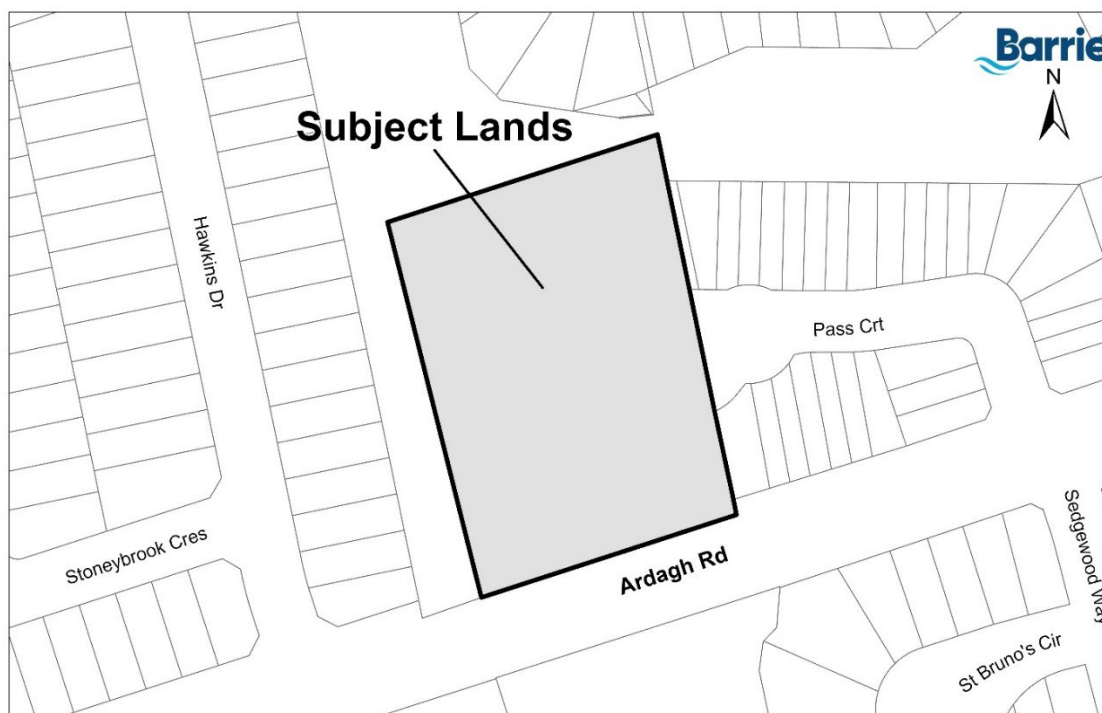 Barrie
N
Subject Lands
Hawkins Dr
Pass Crt
Stoneybrook Cres
Ardagh Rd
Sedgewood Way
St Bruno's Cir